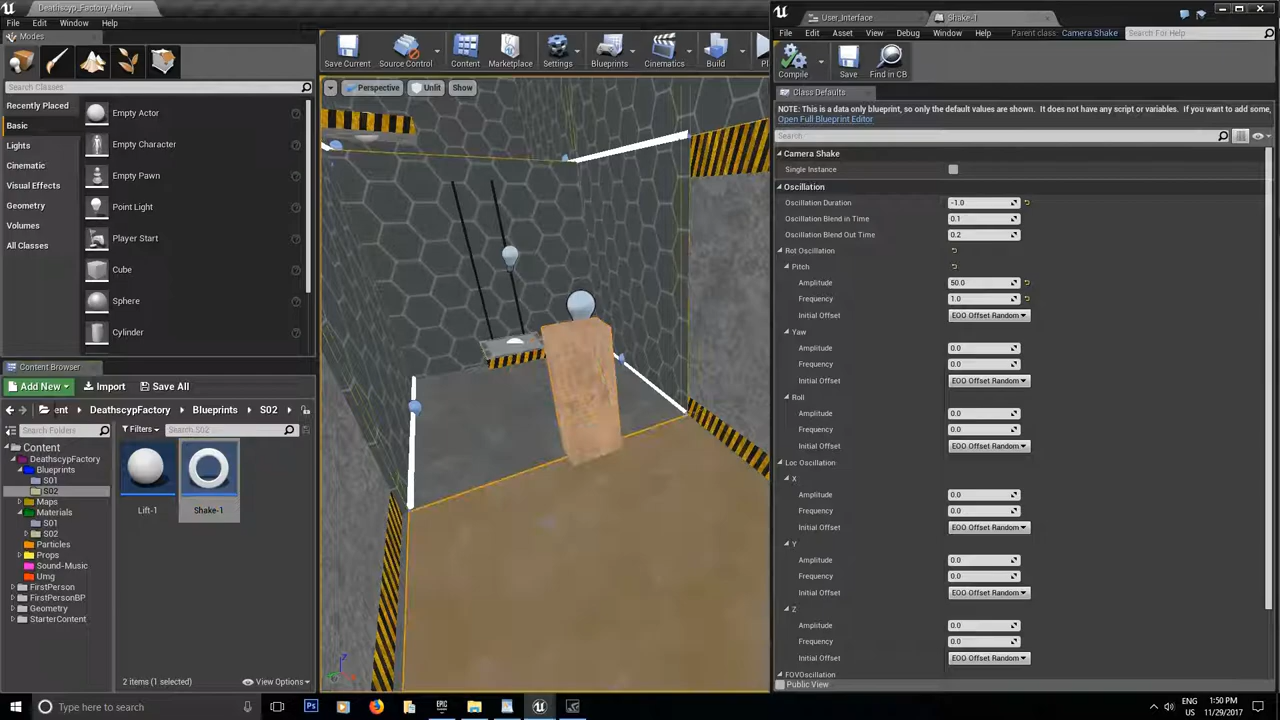 Deathscyp_Factory-Main*
File Edit Window Help
Modes
Search Classes
Recently Placed
Basic
Lights
Cinematic
Visual Effects
Geometry
Volumes
All Classes
Empty Actor
Empty Character
Empty Pawn
Point Light
Player Start
Cube
Sphere
Cylinder
Save Current
Source Control
Content
Marketplace
Settings
Blueprints
Cinematics
Build
Perspective
Unlit
Show
Content Browser
Add New
Import
Save All
ent
DeathscypFactory
Blueprints
S02
Search Folders
Filters
Search S02
Content
DeathscypFactory
Blueprints
S01
S02
Maps
Materials
S01
S02
Particles
Props
Sound-Music
Umg
FirstPerson
FirstPersonBP
Geometry
StarterContent
Lift-1
Shake-1
2 items (1 selected)
View Options
User_Interface
Shake-1
File Edit Asset View Debug Window Help
Parent class: Camera Shake
Search For Help
Compile
Save
Find in CB
Class Defaults
NOTE: This is a data only blueprint, so only the default values are shown. It does not have any script or variables. If you want to add some,
Open Full Blueprint Editor
Search
Camera Shake
Single Instance
Oscillation
Oscillation Duration -1.0
Oscillation Blend in Time 0.1
Oscillation Blend Out Time 0.2
Rot Oscillation
Pitch
Amplitude 50.0
Frequency 1.0
Initial Offset EOO Offset Random
Yaw
Amplitude 0.0
Frequency 0.0
Initial Offset EOO Offset Random
Roll
Amplitude 0.0
Frequency 0.0
Initial Offset EOO Offset Random
Loc Oscillation
X
Amplitude 0.0
Frequency 0.0
Initial Offset EOO Offset Random
Y
Amplitude 0.0
Frequency 0.0
Initial Offset EOO Offset Random
Z
Amplitude 0.0
Frequency 0.0
Initial Offset EOO Offset Random
FOVOscillation
Public View
Type here to search
Ps
EPIC
ENG
US
1:50 PM
11/29/2017